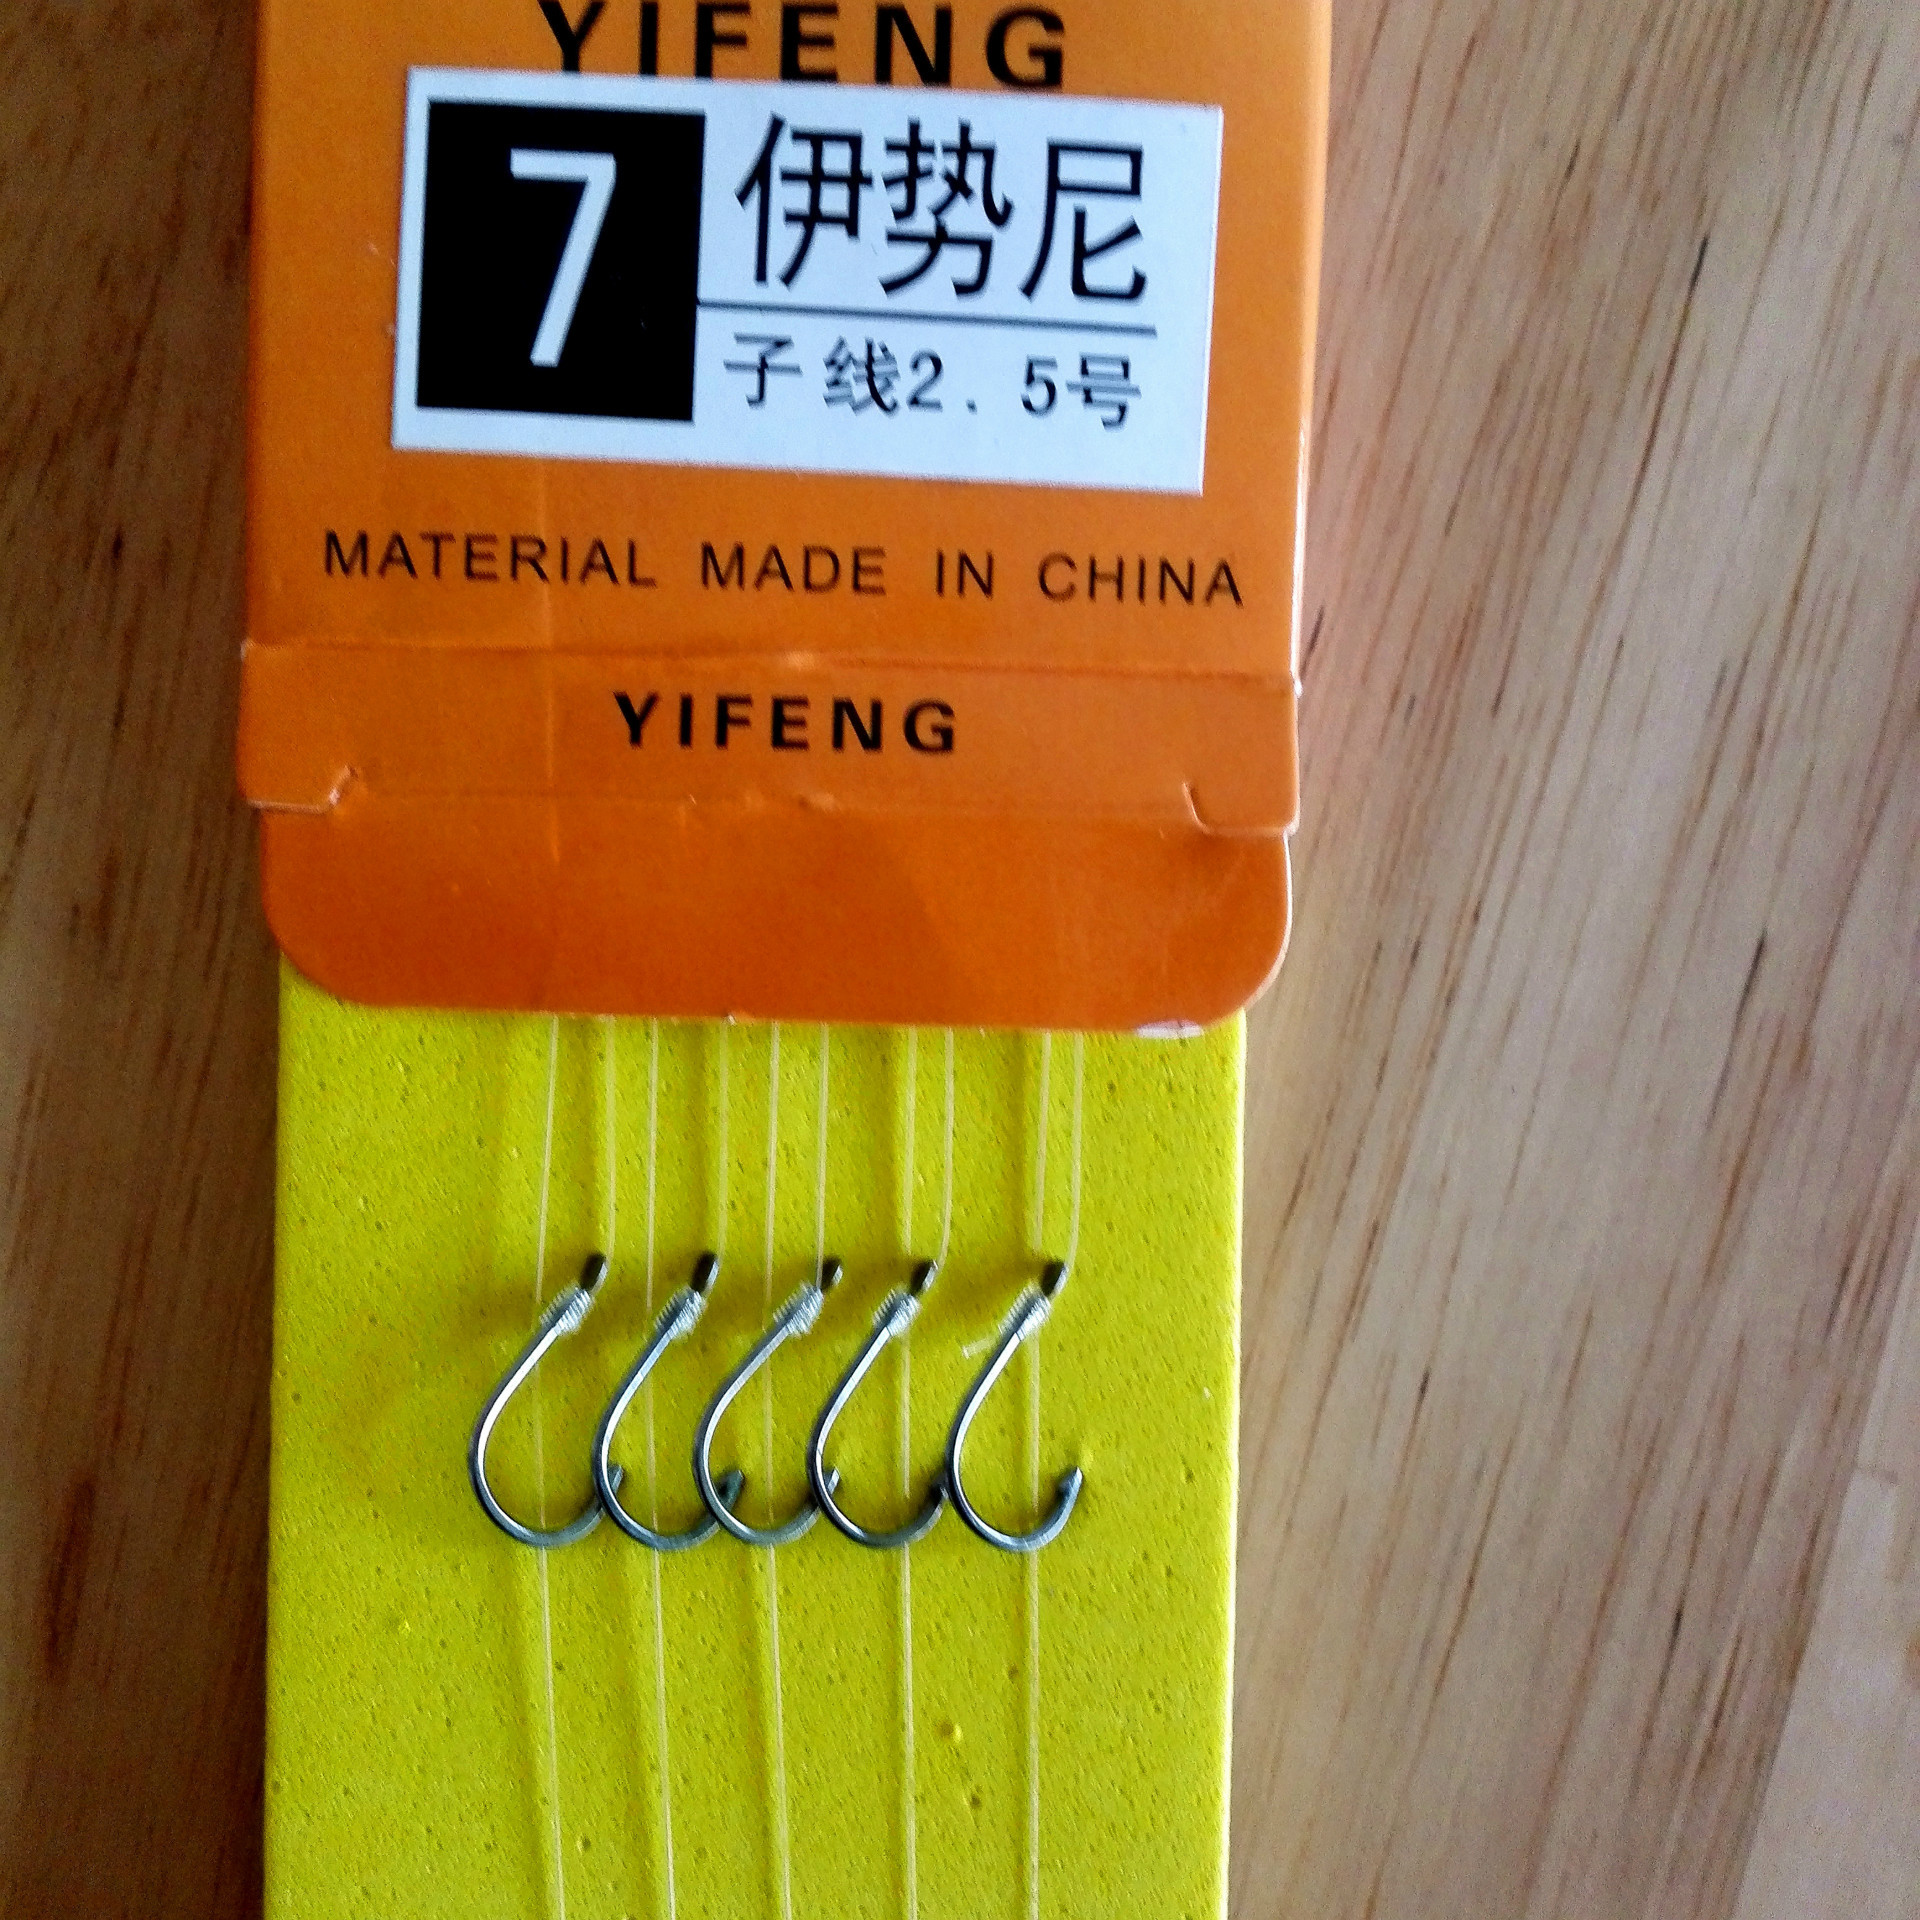 YIFENG
7
伊势尼
子线2.5号
MATERIAL MADE IN CHINA
YIFENG